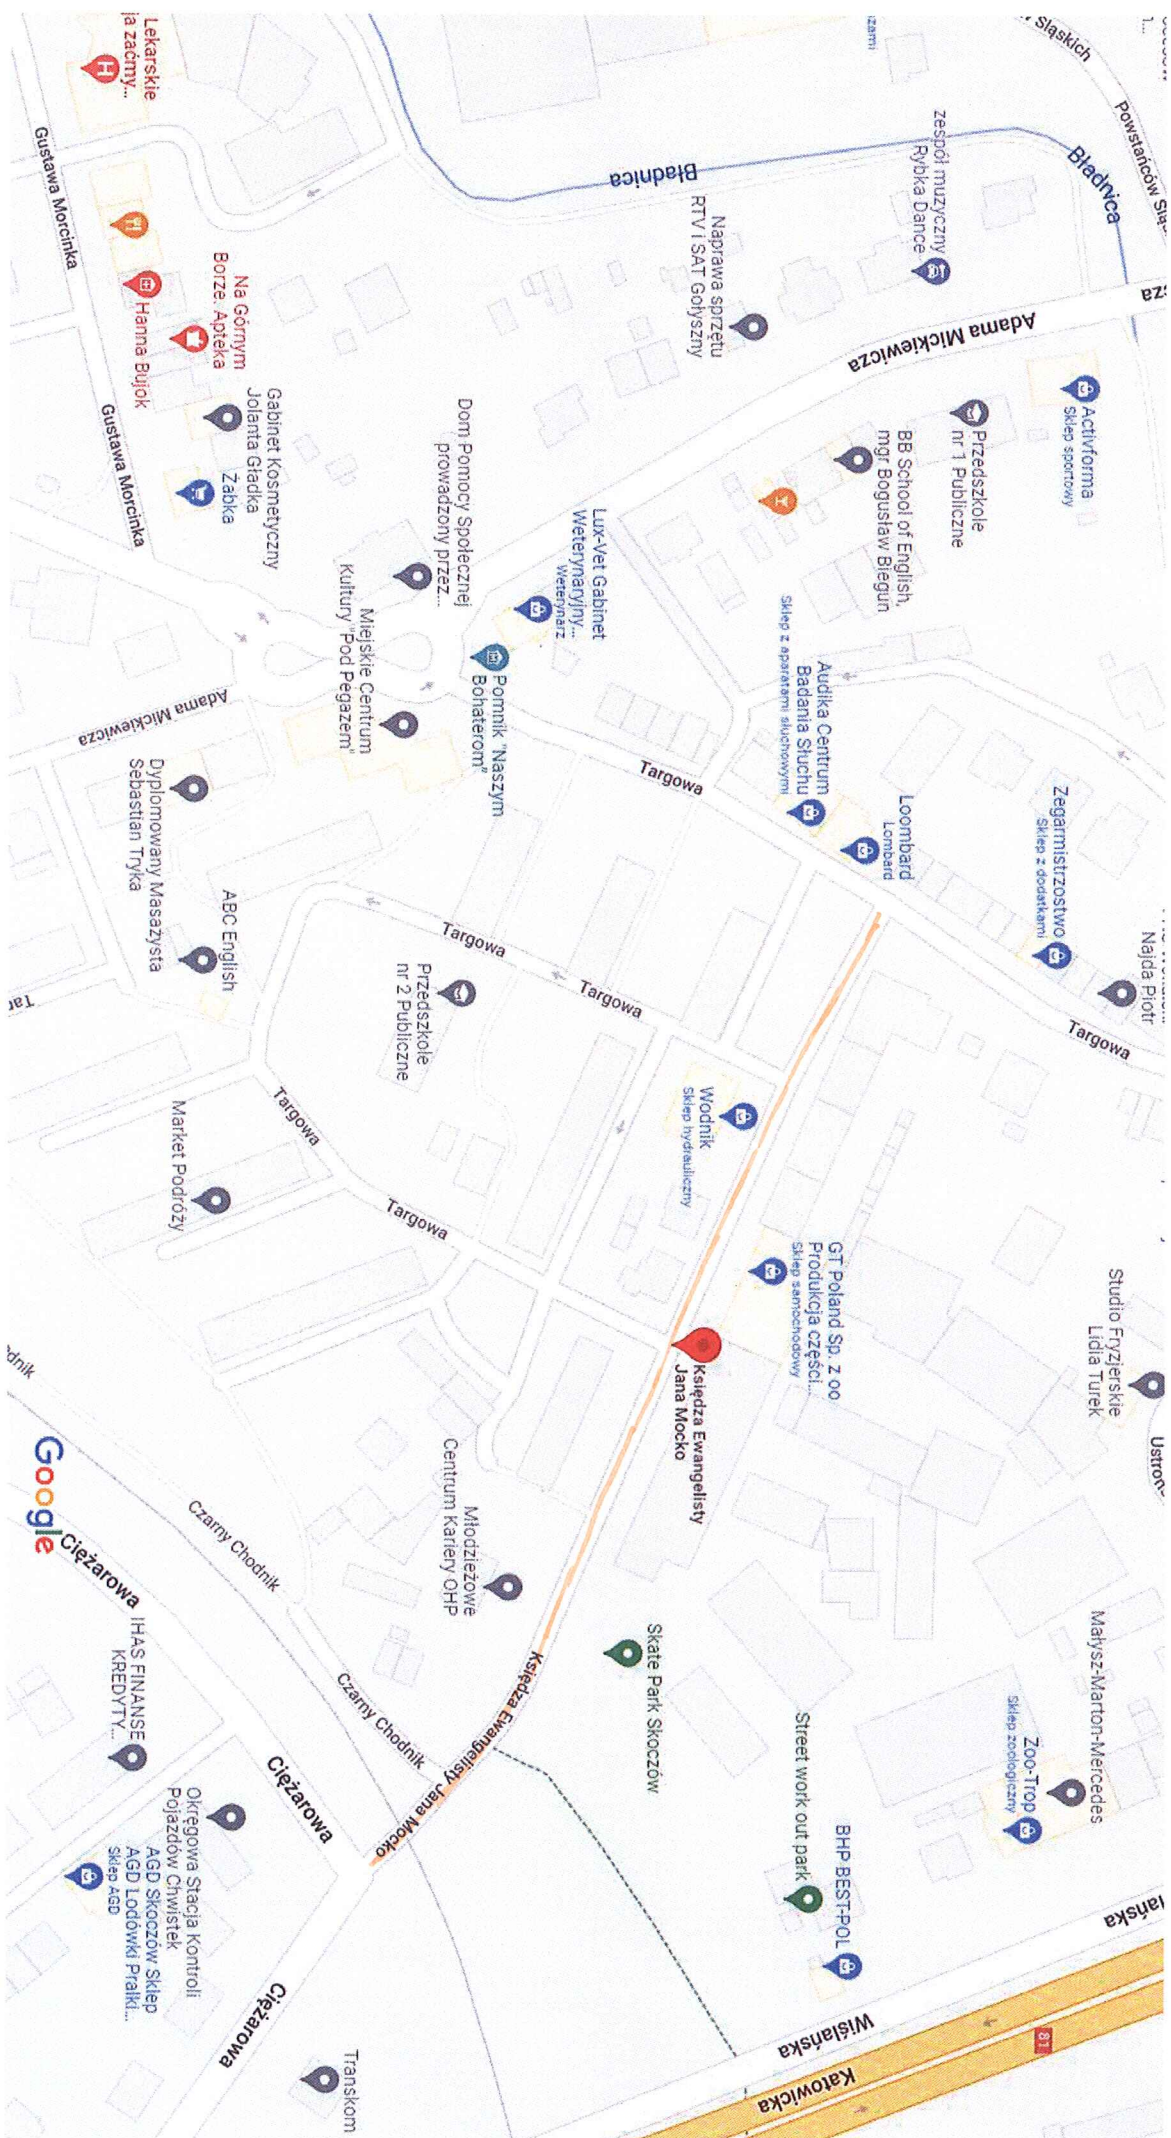 Powstańców Ślą
Śląskich
Bładnica
zespół muzyczny
Rybka Dance
Bładnica
Naprawa sprzętu
RTV i SAT Gołyszny
Adama Mickiewicza
Lekarskie
ja zaćmy...
Gustawa Morcinka
Na Górnym
Borze. Apteka
Hanna Bujok
Gabinet Kosmetyczny
Jolanta Gładka
Żabka
Gustawa Morcinka
Activforma
Sklep sportowy
Przedszkole
nr 1 Publiczne
BB School of English,
mgr Bogusław Biegun
Dom Pomocy Społecznej
prowadzony przez...
Lux-Vet Gabinet
Weterynaryjny...
Weterynarz
Miejskie Centrum
Kultury "Pod Pegazem"
Pomnik "Naszym
Bohaterom"
Audika Centrum
Badania Słuchu
Sklep z aparatami słuchowymi
Loombard
Lombard
Zegarmistrzostwo
Sklep z dodatkami
Najda Piotr
Targowa
Targowa
Adama Mickiewicza
Dyplomowany Masażysta
Sebastian Tryka
ABC English
Targowa
Targowa
Przedszkole
nr 2 Publiczne
Wodnik
Sklep hydrauliczny
Targowa
Market Podróży
Targowa
GT Poland Sp. z oo
Produkcja części...
Sklep samochodowy
Studio Fryzjerskie
Lidia Turek
Księdza Ewangelisty
Jana Mocko
Młodzieżowe
Centrum Kariery OHP
Czarny Chodnik
Czarny Chodnik
Google
Ciężarowa
IHAS FINANSE
KREDYTY...
Skate Park Skoczów
Małysz-Marton-Mercedes
Zoo-Trop
Sklep zoologiczny
Street work out park
BHP-BEST-POL
Księdza Ewangelisty Jana Mocko
Ciężarowa
Okręgowa Stacja Kontroli
Pojazdów Chwistek
AGD Skoczów Sklep
AGD Lodówki Pralki...
Sklep AGD
Ciężarowa
Transkom
Wiślańska
Katowicka
81